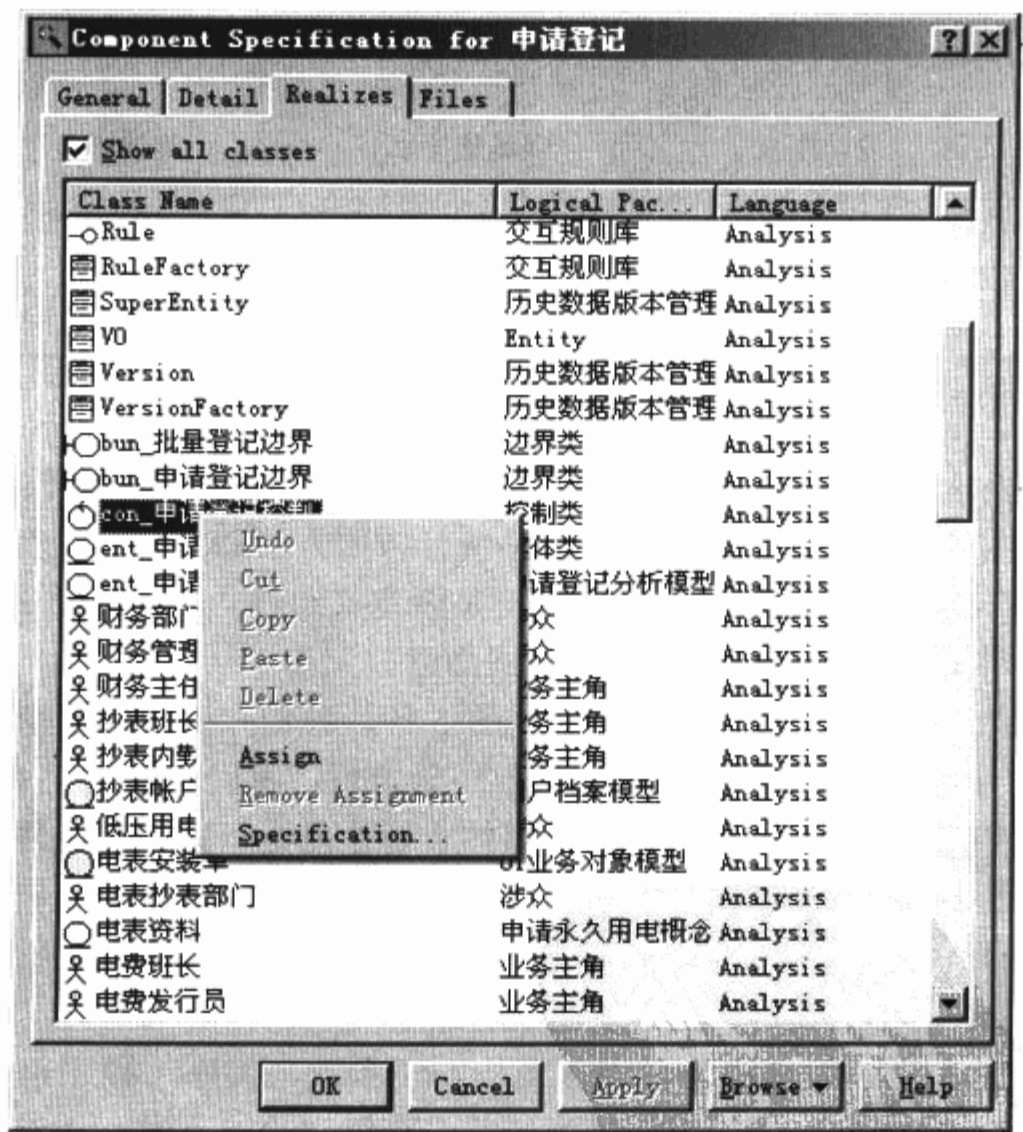 Component Specification for 申请登记
General Detail Realizes Files
Show all classes
Class Name Logical Pac... Language
Rule 交互规则库 Analysis
RuleFactory 交互规则库 Analysis
SuperEntity 历史数据版本管理 Analysis
VO Entity Analysis
Version 历史数据版本管理 Analysis
VersionFactory 历史数据版本管理 Analysis
bun_批量登记边界 边界类 Analysis
bun_申请登记边界 边界类 Analysis
con_申请 控制类 Analysis
ent_申请 体类 Analysis
ent_申请 请登记分析模型 Analysis
财务部门 众 Analysis
财务管理 众 Analysis
财务主任 务主角 Analysis
抄表班长 务主角 Analysis
抄表内勤 务主角 Analysis
抄表帐户 户档案模型 Analysis
低压用电 众 Analysis
电表安装单 业务对象模型 Analysis
电表抄表部门 涉众 Analysis
电表资料 申请永久用电概念 Analysis
电费班长 业务主角 Analysis
电费发行员 业务主角 Analysis
Undo
Cut
Copy
Paste
Delete
Assign
Remove Assignment
Specification...
OK Cancel Apply Browse Help